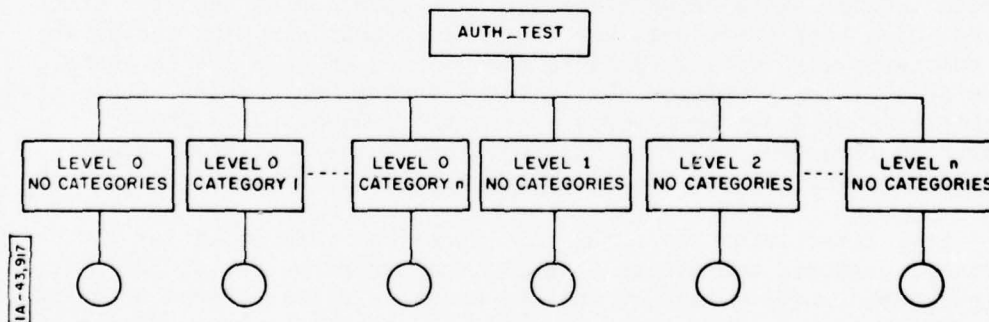 AUTH_TEST
LEVEL 0
NO CATEGORIES
LEVEL 0
CATEGORY 1
LEVEL 0
CATEGORY n
LEVEL 1
NO CATEGORIES
LEVEL 2
NO CATEGORIES
LEVEL n
NO CATEGORIES
IA-43,917